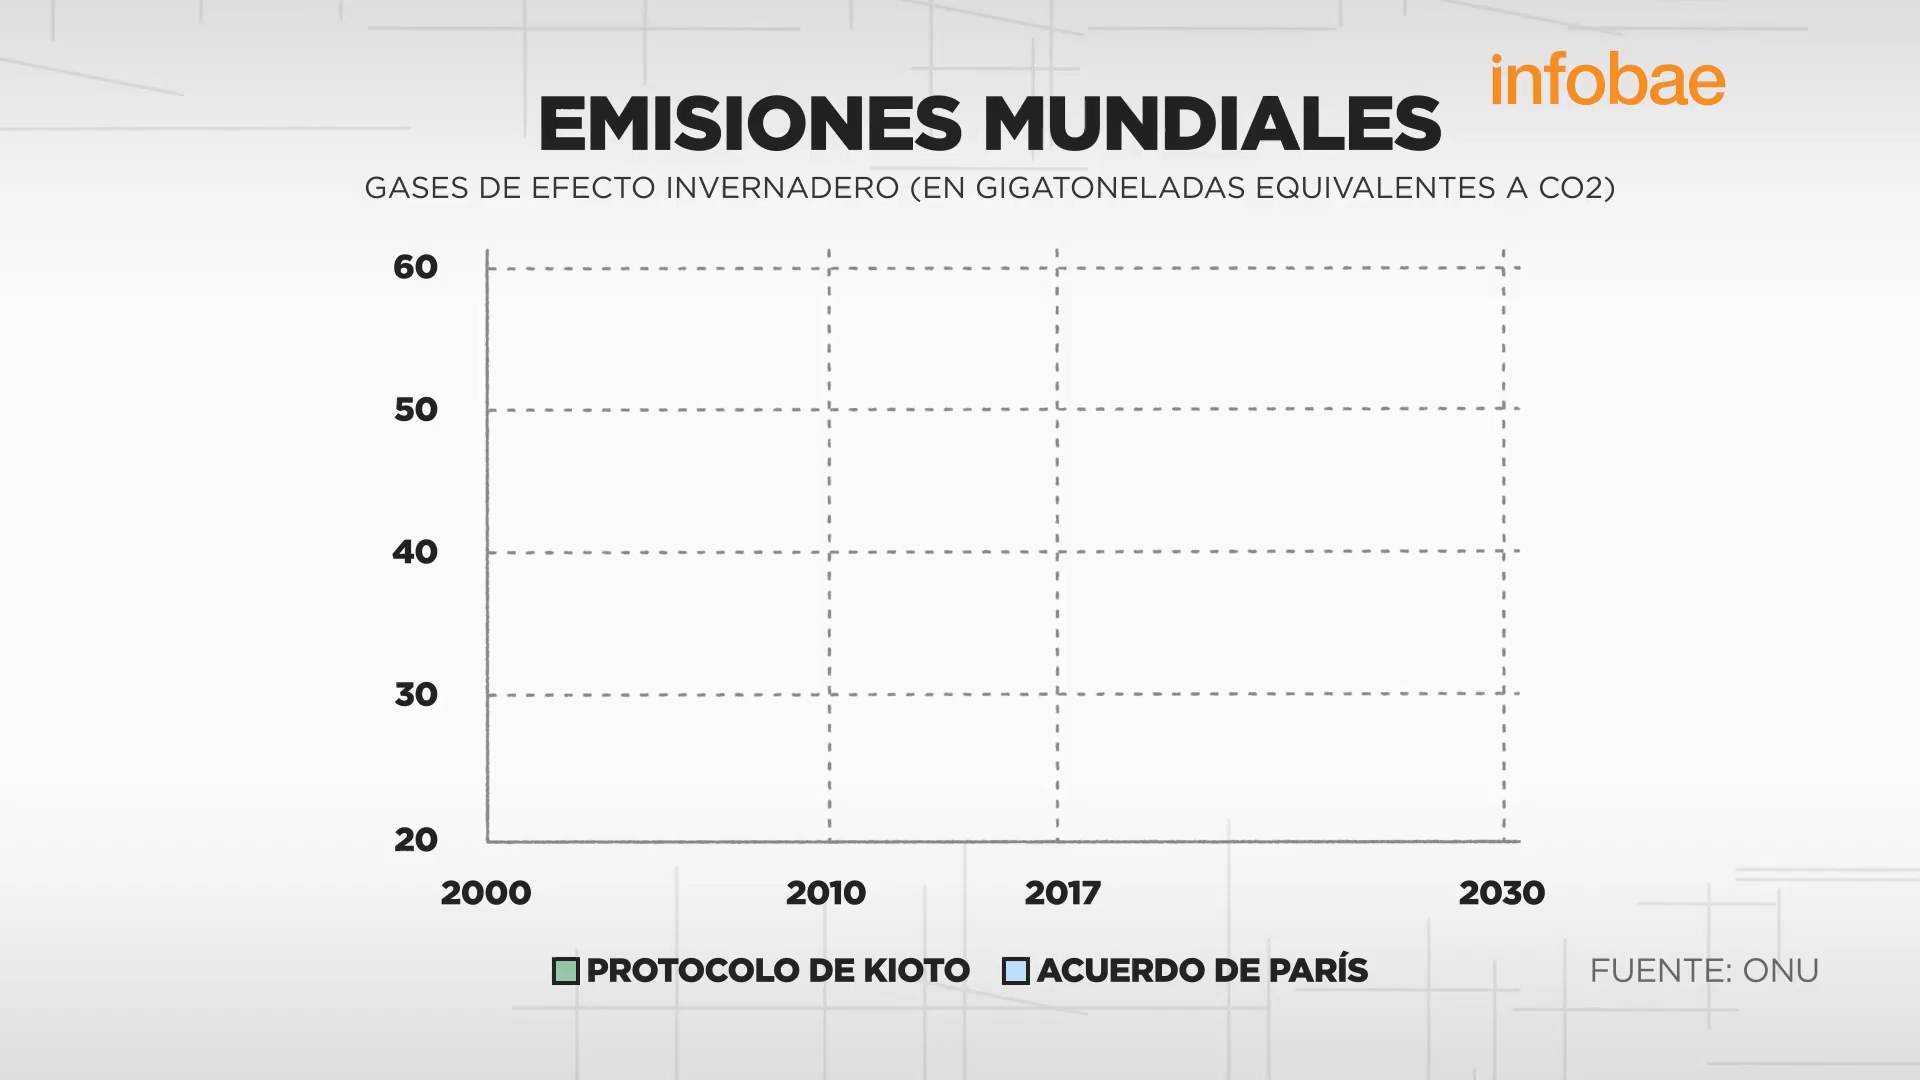 infobae
EMISIONES MUNDIALES
GASES DE EFECTO INVERNADERO (EN GIGATONELADAS EQUIVALENTES A CO2)
60
50
40
30
20
2000 2010 2017 2030
PROTOCOLO DE KIOTO ACUERDO DE PARÍS FUENTE: ONU